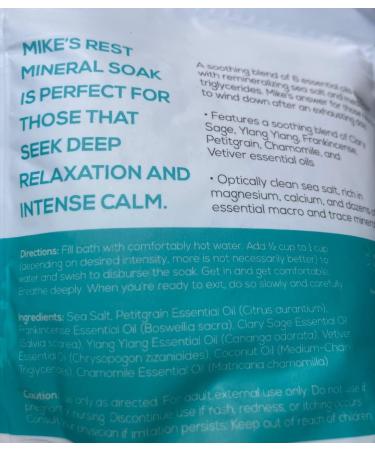 MIKE'S REST
MINERAL SOAK
IS PERFECT FOR
THOSE THAT
SEEK DEEP
RELAXATION AND
INTENSE CALM.
A soothing blend of 6 essential oils
with remineralizing sea salt and
triglycerides. Mike's answer for those
to wind down after an exhausting day.
• Features a soothing blend of Clary
Sage, Ylang Ylang, Frankincense,
Petitgrain, Chamomile, and
Vetiver essential oils
• Optically clean sea salt, rich in
magnesium, calcium, and dozens of
essential macro and trace minerals
Directions: Fill bath with comfortably hot water. Add ½ cup to 1 cup
(depending on desired intensity, more is not necessarily better) to
water and swish to disburse the soak. Get in and get comfortable.
Breathe deeply. When you're ready to exit, do so slowly and carefully.
Ingredients: Sea Salt, Petitgrain Essential Oil (Citrus aurantium),
Frankincense Essential Oil (Boswellia sacra), Clary Sage Essential Oil
(Salvia scarea), Ylang Ylang Essential Oil (Cananga odorata), Vetiver
Essential Oil (Chrysopogon zizanioides), Coconut Oil (Medium-Chain
Triglycerides), Chamomile Essential Oil (Matricaria chamomilla)
Caution: only as directed. For adult external use only. Do not use if
pregnant nursing. Discontinue use if rash, redness, or itching occurs.
Consult physician if irritation persists. Keep out of reach of children.